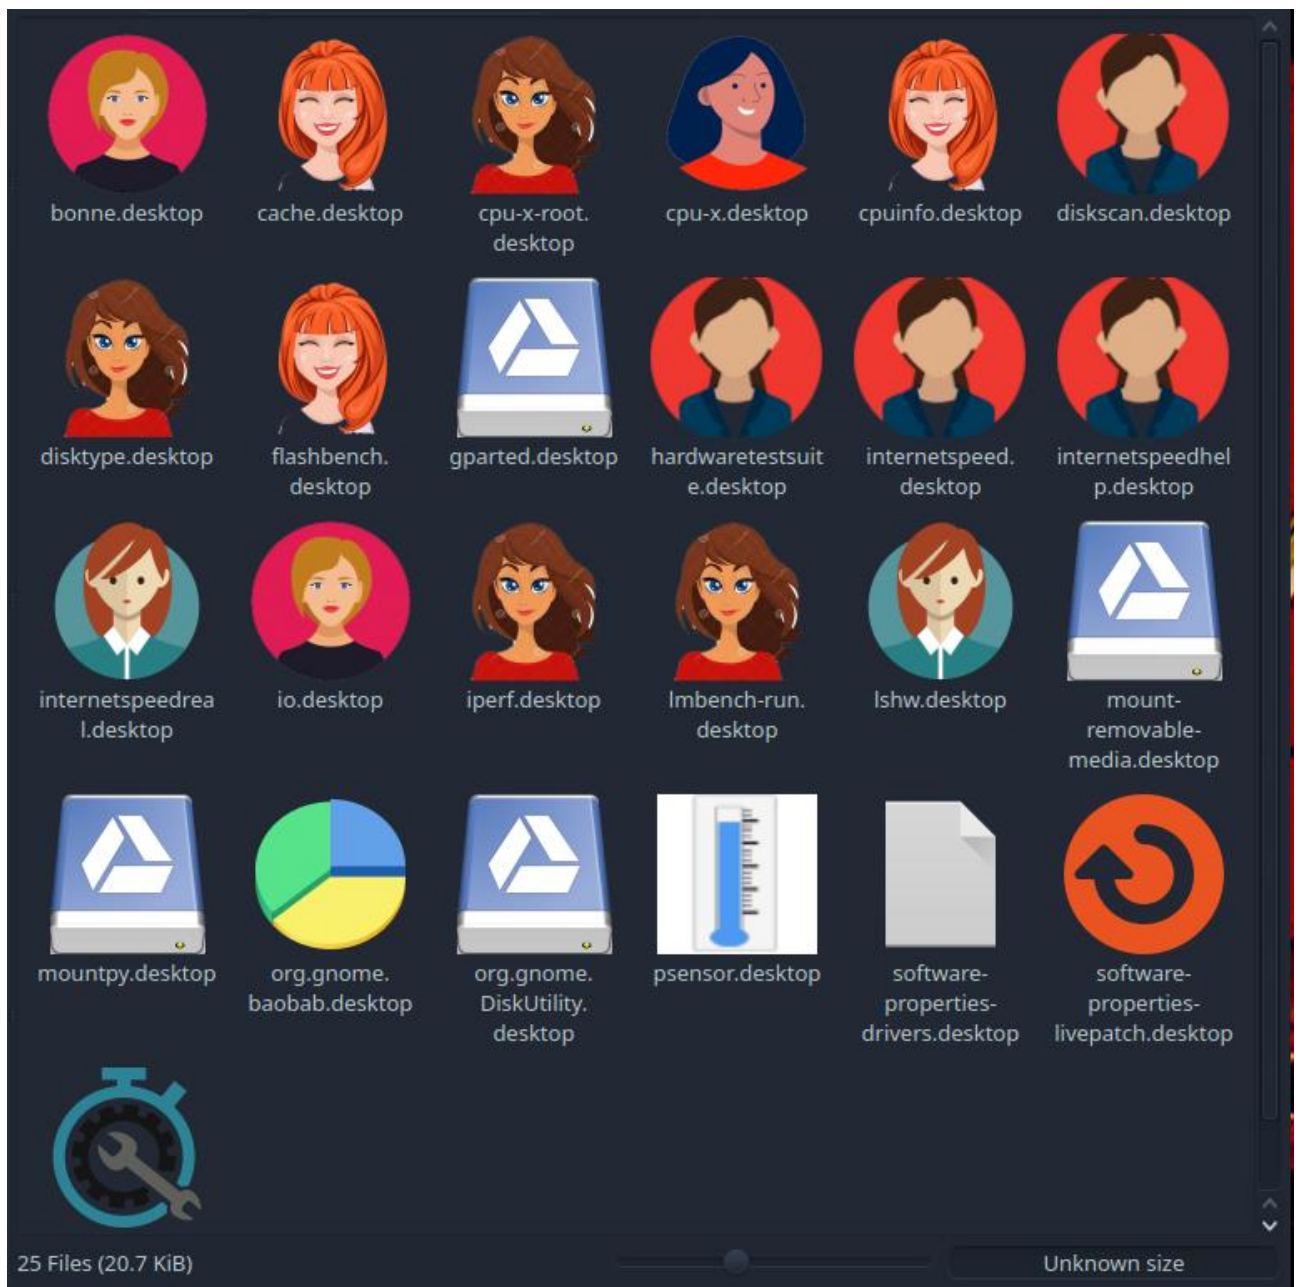 bonne.desktop
cache.desktop
cpu-x-root.
desktop
cpu-x.desktop
cpuinfo.desktop
diskscan.desktop
disktype.desktop
flashbench.
desktop
gparted.desktop
hardwaretestsuit
e.desktop
internetspeed.
desktop
internetspeedhel
p.desktop
internetspeedrea
l.desktop
io.desktop
iperf.desktop
lmbench-run.
desktop
lshw.desktop
mount-
removable-
media.desktop
mountpy.desktop
org.gnome.
baobab.desktop
org.gnome.
DiskUtility.
desktop
psensor.desktop
software-
properties-
drivers.desktop
software-
properties-
livepatch.desktop
25 Files (20.7 KiB)
Unknown size